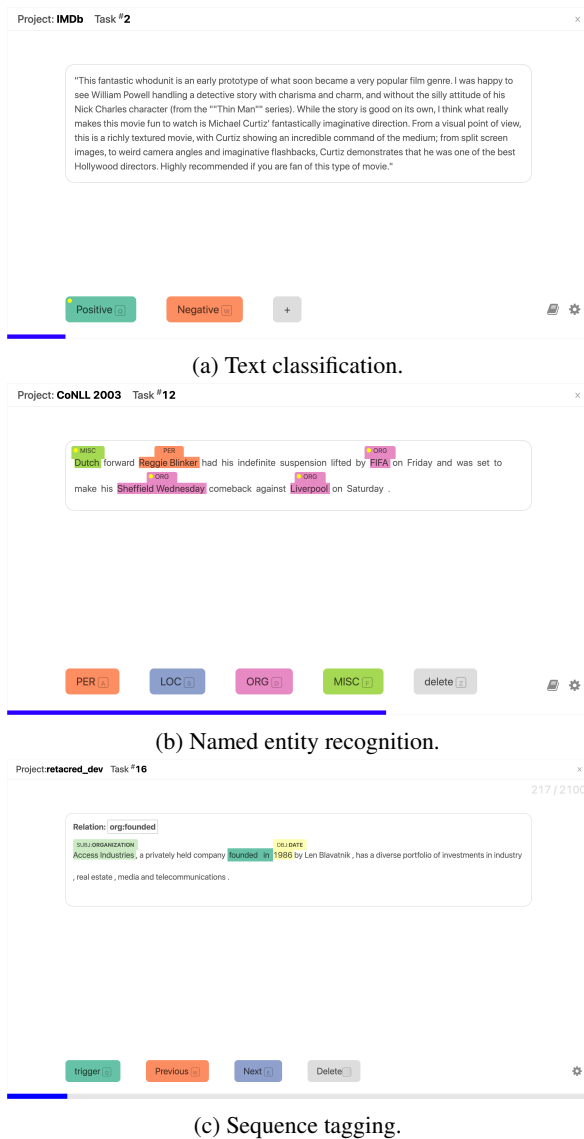 Project: IMDb Task #2 ×
"This fantastic whodunit is an early prototype of what soon became a very popular film genre. I was happy to
see William Powell handling a detective story with charisma and charm, and without the silly attitude of his
Nick Charles character (from the ""Thin Man"" series). While the story is good on its own, I think what really
makes this movie fun to watch is Michael Curtiz' fantastically imaginative direction. From a visual point of view,
this is a richly textured movie, with Curtiz showing an incredible command of the medium; from split screen
images, to weird camera angles and imaginative flashbacks, Curtiz demonstrates that he was one of the best
Hollywood directors. Highly recommended if you are fan of this type of movie."
Positive Q Negative W +
(a) Text classification.
Project: CoNLL 2003 Task #12 ×
MISC PER ORG
Dutch forward Reggie Blinker had his indefinite suspension lifted by FIFA on Friday and was set to
ORG ORG
make his Sheffield Wednesday comeback against Liverpool on Saturday .
PER A LOC S ORG D MISC F delete Z
(b) Named entity recognition.
Project:retacred_dev Task #16 ×
217 / 2100
Relation: org:founded
SUBJ:ORGANIZATION OBJ:DATE
Access Industries , a privately held company founded in 1986 by Len Blavatnik , has a diverse portfolio of investments in industry
, real estate , media and telecommunications .
trigger Q Previous W Next E Delete
(c) Sequence tagging.